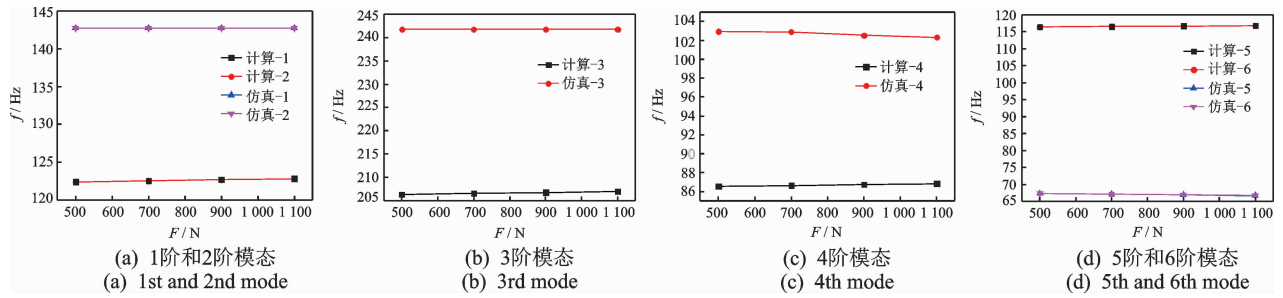 145
140
135
130
125
120
f / Hz
计算-1
计算-2
仿真-1
仿真-2
500 600 700 800 900 1 000 1 100
F / N
(a) 1阶和2阶模态
(a) 1st and 2nd mode
245
240
235
230
225
220
215
210
205
f / Hz
计算-3
仿真-3
500 600 700 800 900 1 000 1 100
F / N
(b) 3阶模态
(b) 3rd mode
104
102
100
98
96
94
92
90
88
86
f / Hz
计算-4
仿真-4
500 600 700 800 900 1 000 1 100
F / N
(c) 4阶模态
(c) 4th mode
120
115
110
105
100
95
90
85
80
75
70
65
f / Hz
计算-5
计算-6
仿真-5
仿真-6
500 600 700 800 900 1 000 1 100
F / N
(d) 5阶和6阶模态
(d) 5th and 6th mode